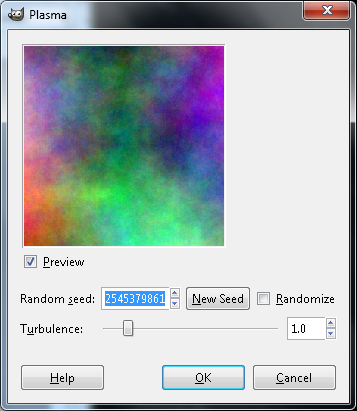 Plasma
Preview
Random seed: 2545379861 New Seed Randomize
Turbulence: 1.0
Help OK Cancel